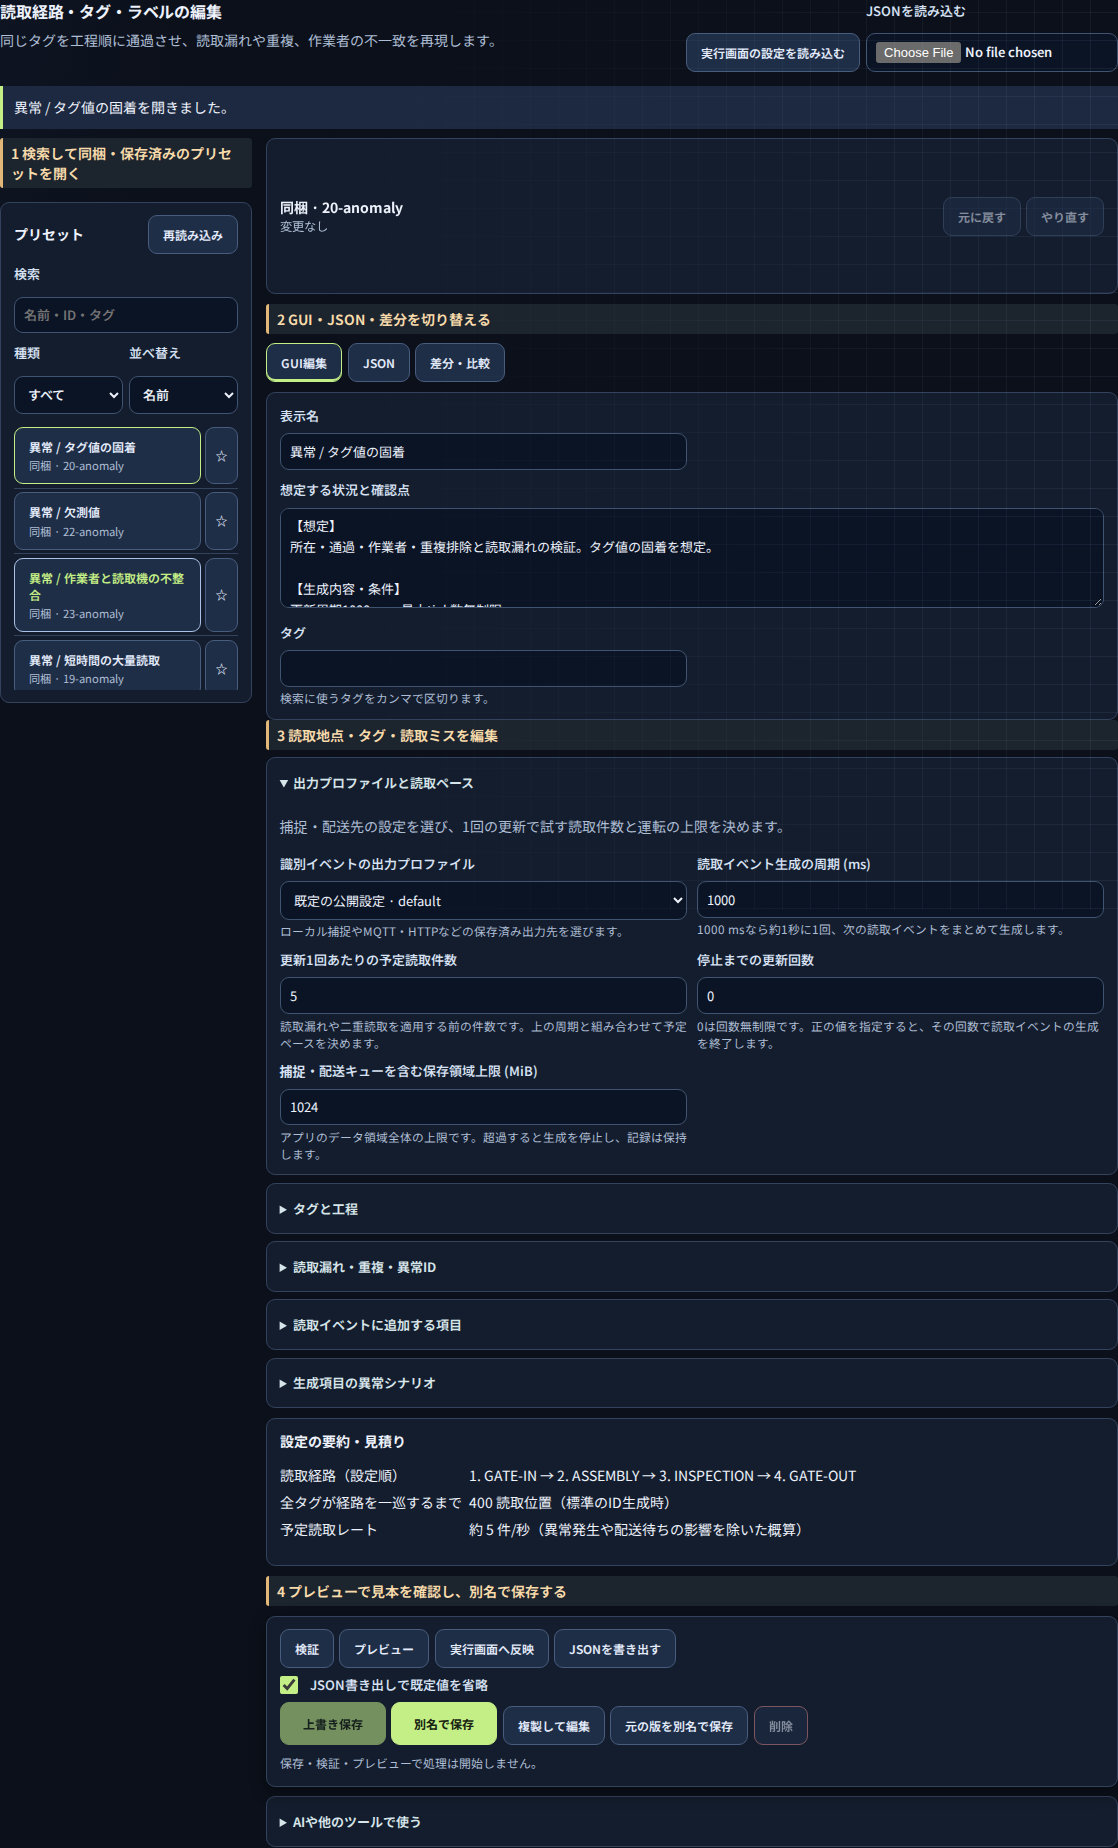 読取経路・タグ・ラベルの編集
同じタグを工程順に通過させ、読取漏れや重複、作業者の不一致を再現します。
JSONを読み込む
実行画面の設定を読み込む
Choose File No file chosen
異常 / タグ値の固着を開きました。
1 検索して同梱・保存済みのプリセ
ットを開く
プリセット
再読み込み
検索
名前・ID・タグ
種類
並べ替え
すべて
名前
異常 / タグ値の固着
同梱 · 20-anomaly
☆
異常 / 欠測値
同梱 · 22-anomaly
☆
異常 / 作業者と読取機の不整
合
同梱 · 23-anomaly
☆
異常 / 短時間の大量読取
同梱 · 19-anomaly
☆
同梱 · 20-anomaly
変更なし
元に戻す
やり直す
2 GUI・JSON・差分を切り替える
GUI編集
JSON
差分・比較
表示名
異常 / タグ値の固着
想定する状況と確認点
【想定】
所在・通過・作業者・重複排除と読取漏れの検証。タグ値の固着を想定。
【生成内容・条件】
タグ
検索に使うタグをカンマで区切ります。
3 読取地点・タグ・読取ミスを編集
▼ 出力プロファイルと読取ペース
捕捉・配送先の設定を選び、1回の更新で試す読取件数と運転の上限を決めます。
識別イベントの出力プロファイル
既定の公開設定 · default
ローカル捕捉やMQTT・HTTPなどの保存済み出力先を選びます。
読取イベント生成の周期 (ms)
1000
1000 msなら約1秒に1回、次の読取イベントをまとめて生成します。
更新1回あたりの予定読取件数
5
読取漏れや二重読取を適用する前の件数です。上の周期と組み合わせて予定
ペースを決めます。
停止までの更新回数
0
0は回数無制限です。正の値を指定すると、その回数で読取イベントの生成
を終了します。
捕捉・配送キューを含む保存領域上限 (MiB)
1024
アプリのデータ領域全体の上限です。超過すると生成を停止し、記録は保持
します。
▶ タグと工程
▶ 読取漏れ・重複・異常ID
▶ 読取イベントに追加する項目
▶ 生成項目の異常シナリオ
設定の要約・見積り
読取経路（設定順） 1. GATE-IN → 2. ASSEMBLY → 3. INSPECTION → 4. GATE-OUT
全タグが経路を一巡するまで 400 読取位置（標準のID生成時）
予定読取レート 約 5 件/秒（異常発生や配送待ちの影響を除いた概算）
4 プレビューで見本を確認し、別名で保存する
検証
プレビュー
実行画面へ反映
JSONを書き出す
JSON書き出しで既定値を省略
上書き保存
別名で保存
複製して編集
元の版を別名で保存
削除
保存・検証・プレビューで処理は開始しません。
▶ AIや他のツールで使う